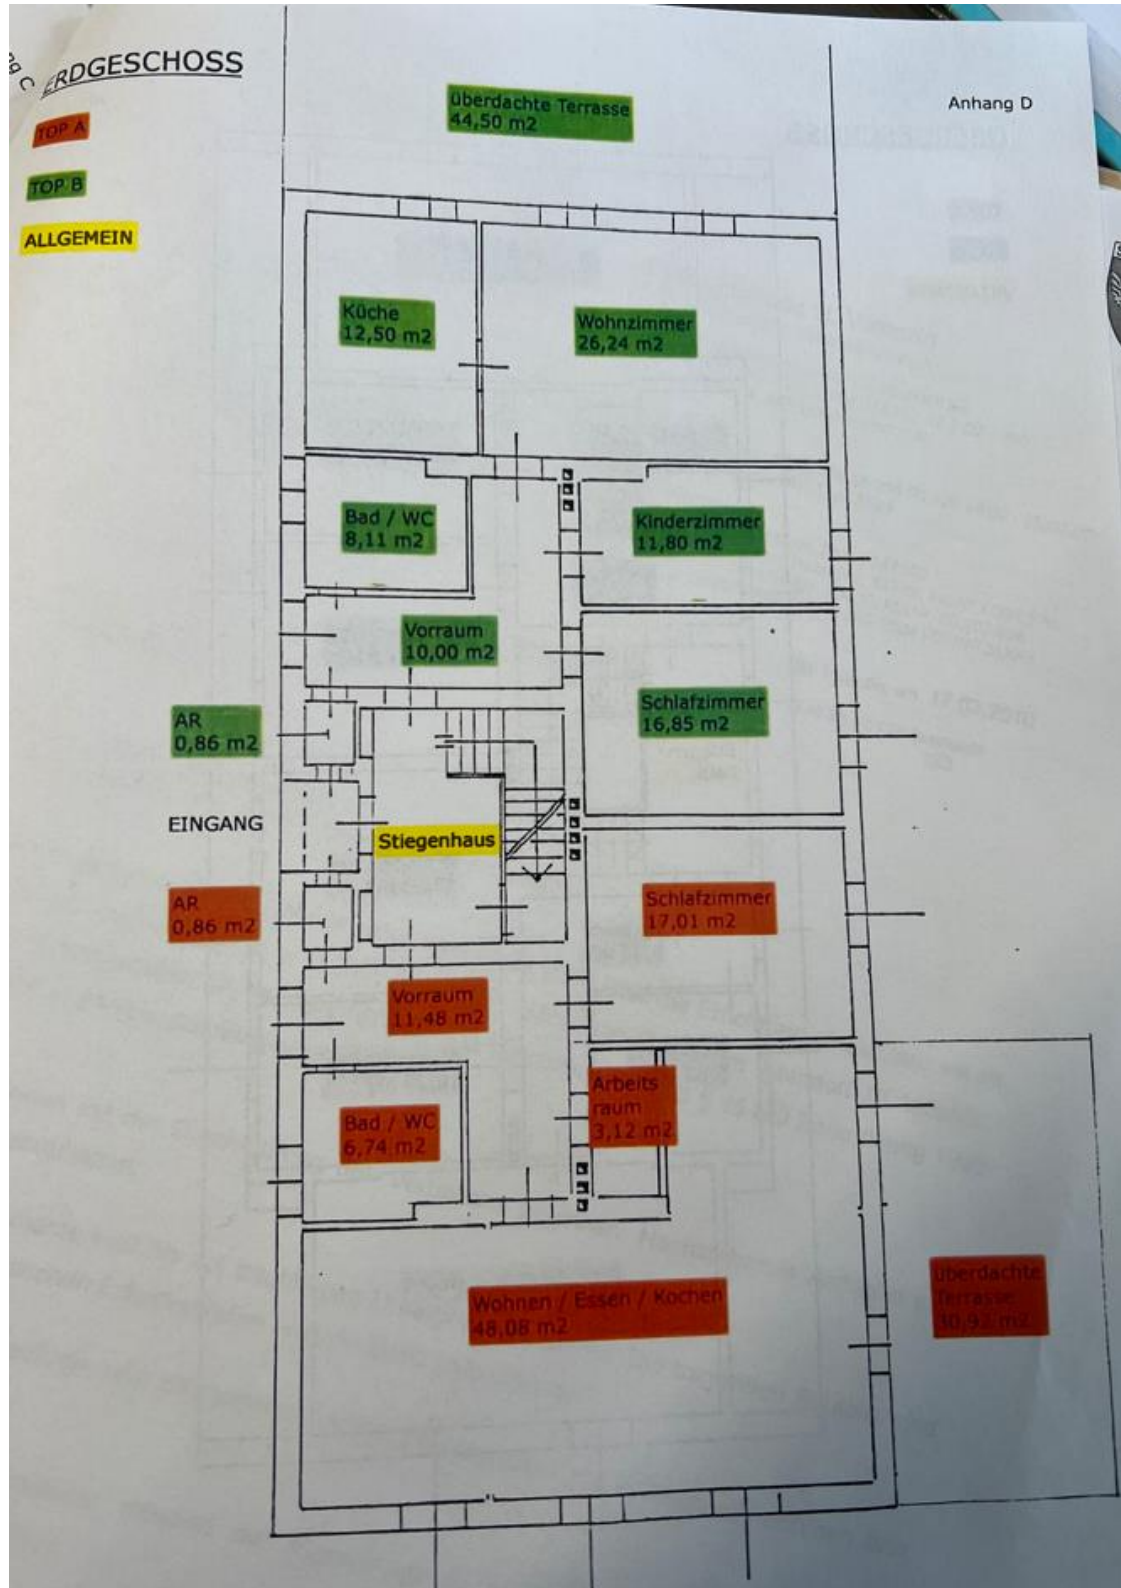 ERDGESCHOSS
TOP A
TOP B
ALLGEMEIN
Anhang D
überdachte Terrasse
44,50 m2
Küche
12,50 m2
Wohnzimmer
26,24 m2
Bad / WC
8,11 m2
Kinderzimmer
11,80 m2
Vorraum
10,00 m2
Schlafzimmer
16,85 m2
AR
0,86 m2
EINGANG
Stiegenhaus
AR
0,86 m2
Schlafzimmer
17,01 m2
Vorraum
11,48 m2
Arbeits
raum
3,12 m2
Bad / WC
6,74 m2
Wohnen / Essen / Kochen
48,08 m2
überdachte
Terrasse
30,92 m2